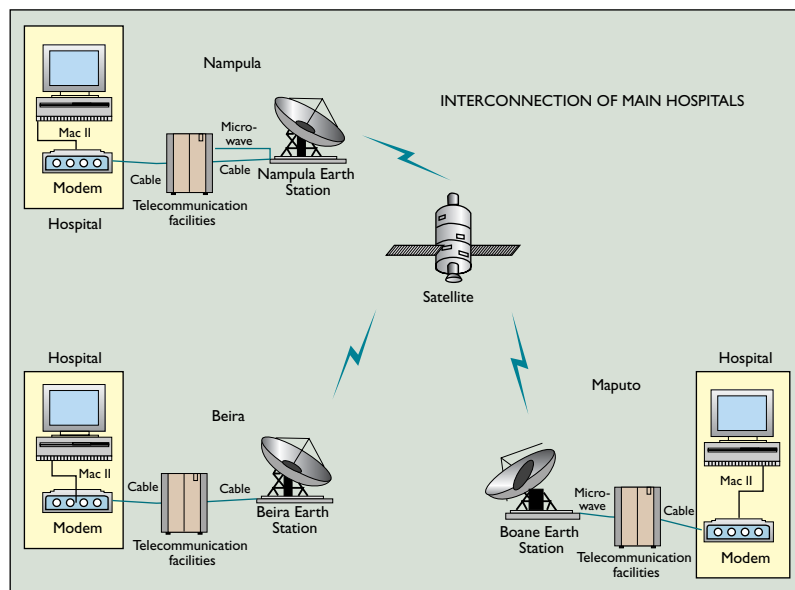 Nampula
INTERCONNECTION OF MAIN HOSPITALS
Mac II
Micro-
wave
Modem
Cable
Cable
Nampula Earth
Station
Telecommunication
facilities
Hospital
Satellite
Hospital
Beira
Mac II
Cable
Cable
Modem
Beira Earth
Station
Telecommunication
facilities
Hospital
Maputo
Mac II
Micro-
wave
Cable
Boane Earth
Station
Telecommunication
facilities
Modem